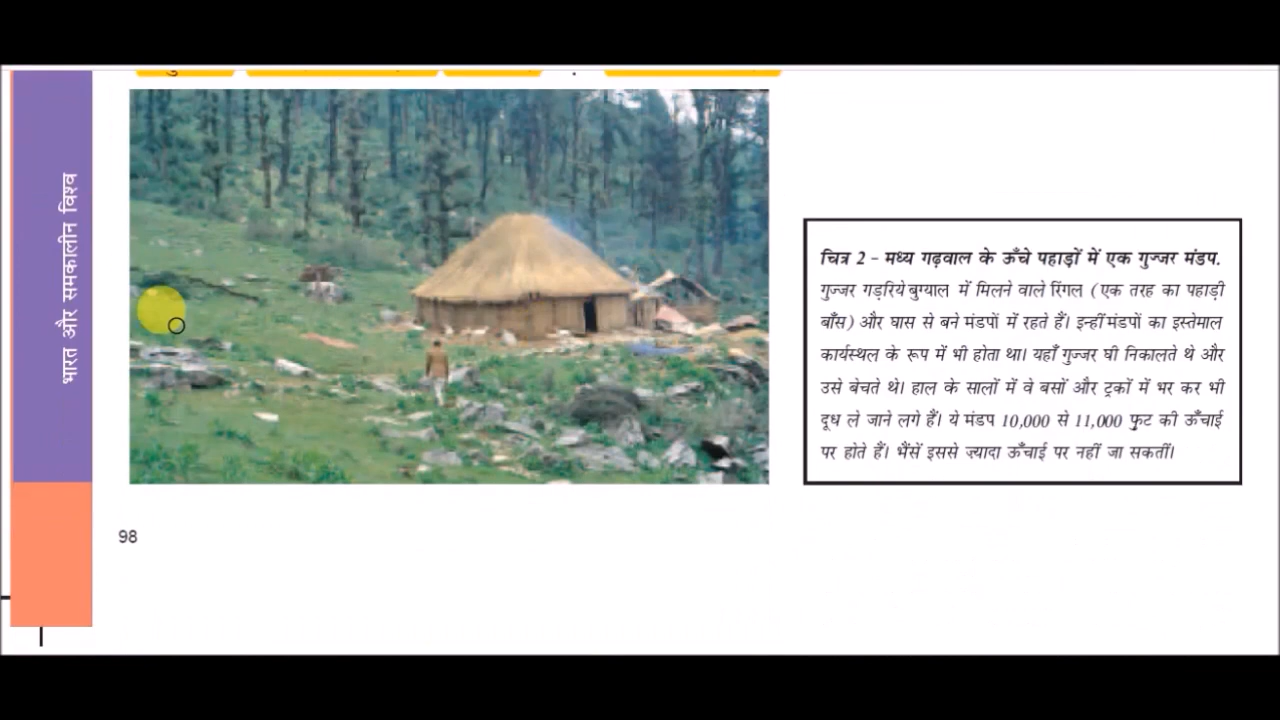 भारत और समकालीन विश्व
चित्र 2 - मध्य गढ़वाल के ऊँचे पहाड़ों में एक गुज्जर मंडप.
गुज्जर गड़रिये बुग्याल में मिलने वाले रिंगल (एक तरह का पहाड़ी
बाँस) और घास से बने मंडपों में रहते हैं। इन्हीं मंडपों का इस्तेमाल
कार्यस्थल के रूप में भी होता था। यहाँ गुज्जर घी निकालते थे और
उसे बेचते थे। हाल के सालों में वे बसों और ट्रकों में भर कर भी
दूध ले जाने लगे हैं। ये मंडप 10,000 से 11,000 फुट की ऊँचाई
पर होते हैं। भैंसें इससे ज़्यादा ऊँचाई पर नहीं जा सकतीं।
98